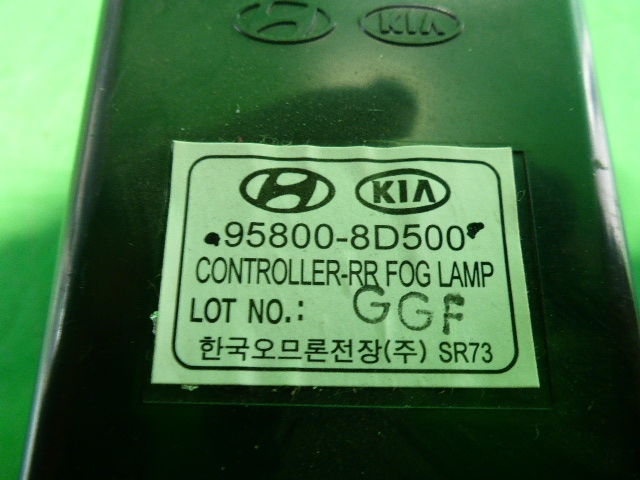 KIA
KIA
95800-8D500
CONTROLLER-RR FOG LAMP
LOT NO.: GGF
한국오므론전장(주) SR73